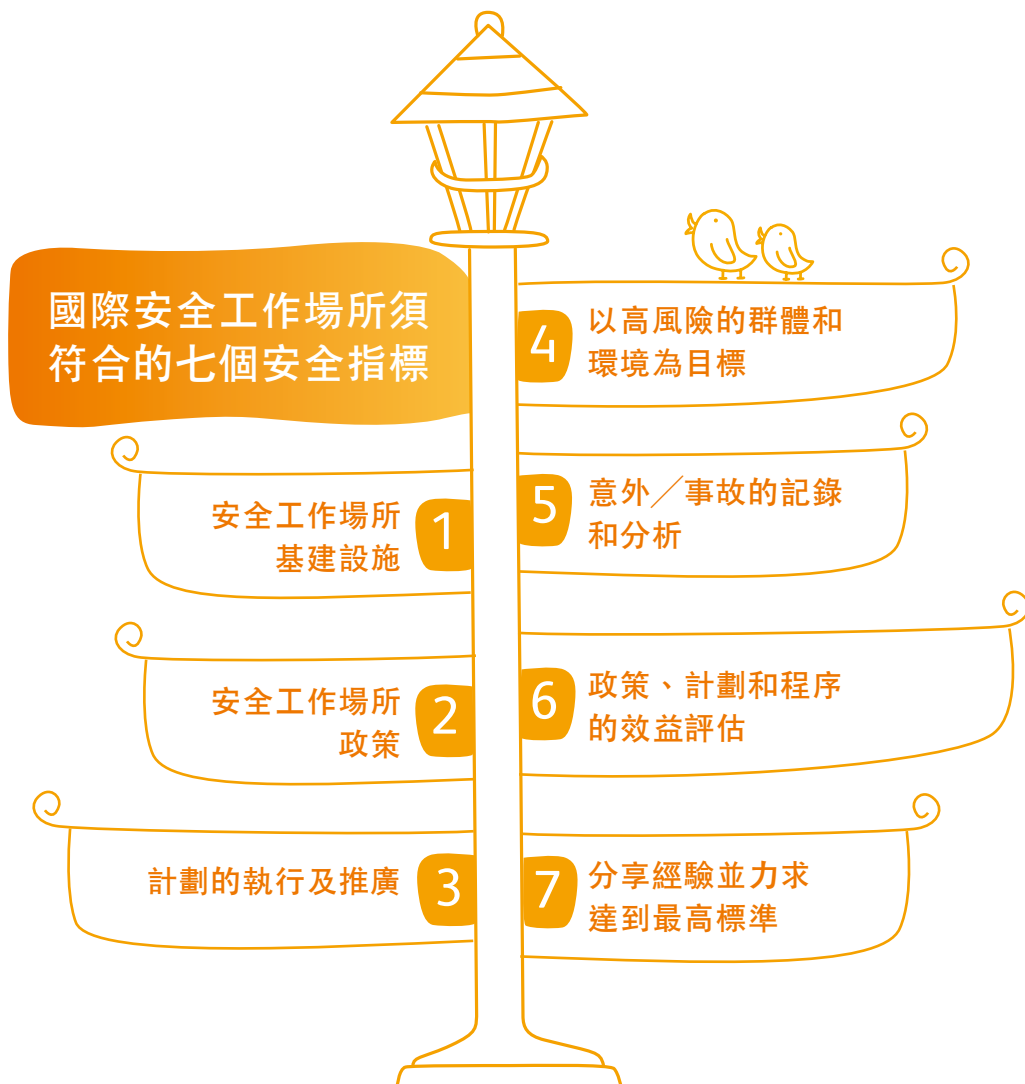 國際安全工作場所須
符合的七個安全指標
1
安全工作場所
基建設施
2
安全工作場所
政策
3
計劃的執行及推廣
4
以高風險的群體和
環境為目標
5
意外／事故的記錄
和分析
6
政策、計劃和程序
的效益評估
7
分享經驗並力求
達到最高標準